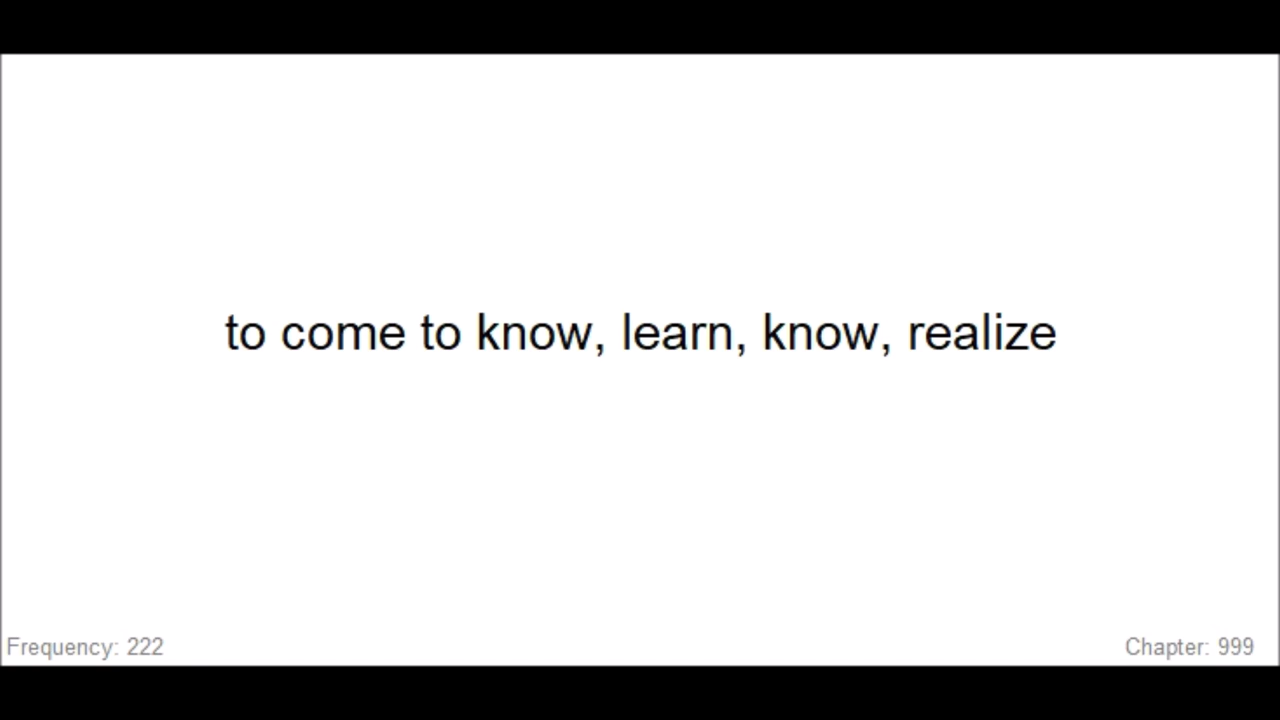 to come to know, learn, know, realize
Frequency: 222
Chapter: 999